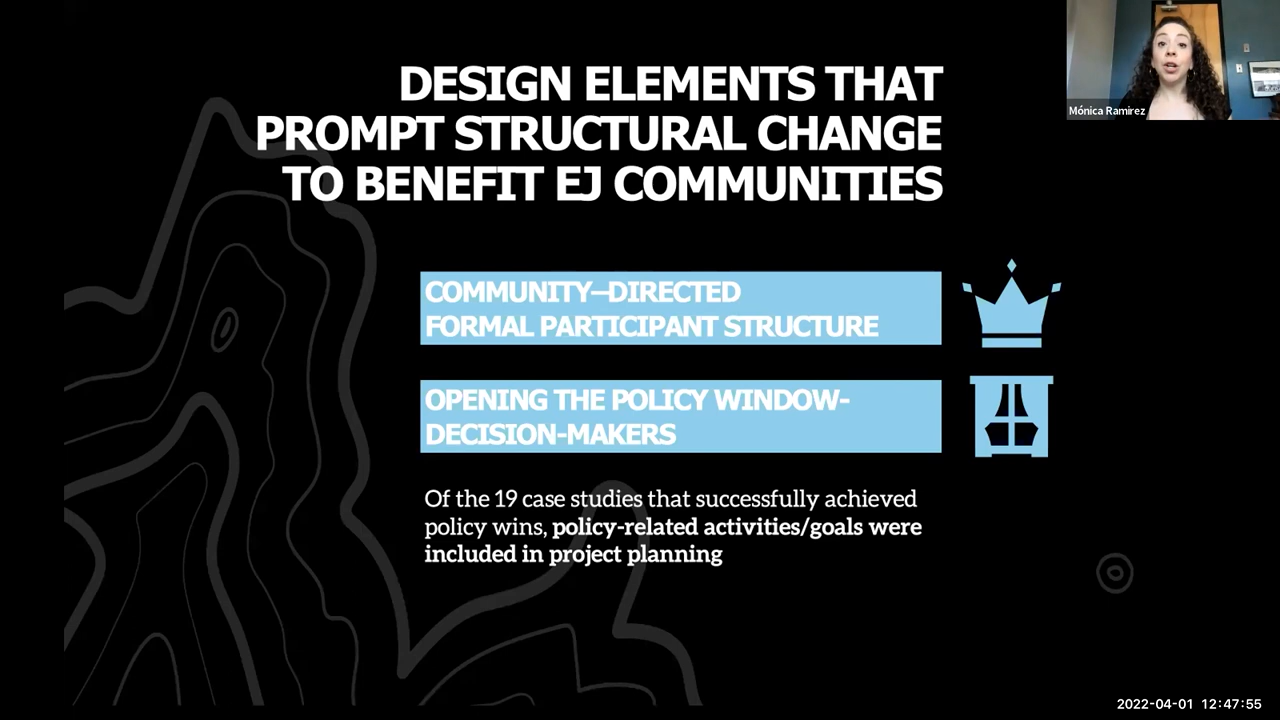 DESIGN ELEMENTS THAT
PROMPT STRUCTURAL CHANGE
TO BENEFIT EJ COMMUNITIES
Mónica Ramirez
COMMUNITY—DIRECTED
FORMAL PARTICIPANT STRUCTURE
OPENING THE POLICY WINDOW-
DECISION-MAKERS
Of the 19 case studies that successfully achieved
policy wins, policy-related activities/goals were
included in project planning
2022-04-01 12:47:55